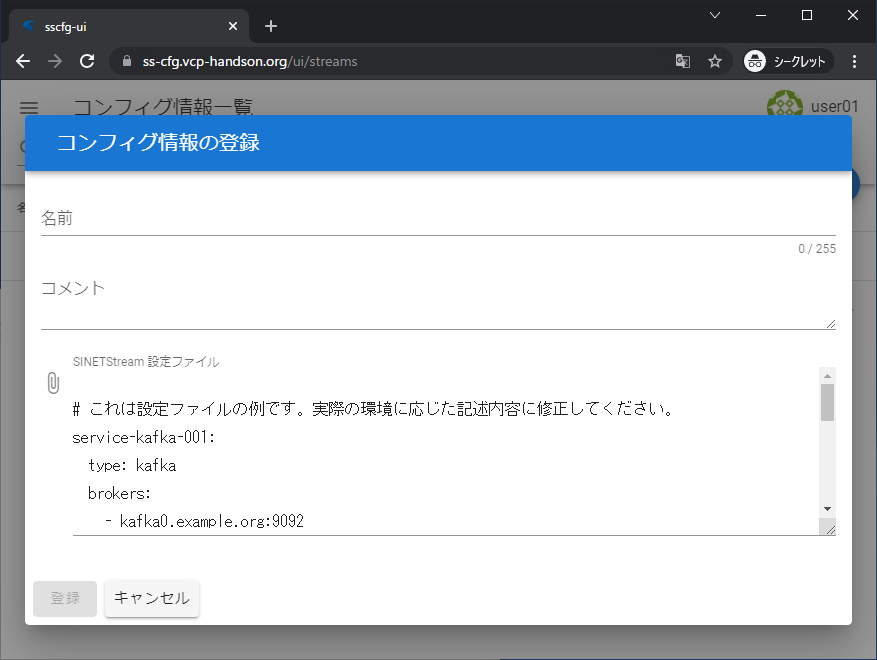 sscfg-ui
ss-cfg.vcp-handson.org/ui/streams
シークレット
コンフィグ情報一覧
user01
コンフィグ情報の登録
名前
0 / 255
コメント
SINETStream 設定ファイル
# これは設定ファイルの例です。実際の環境に応じた記述内容に修正してください。
service-kafka-001:
type: kafka
brokers:
- kafka0.example.org:9092
登録
キャンセル